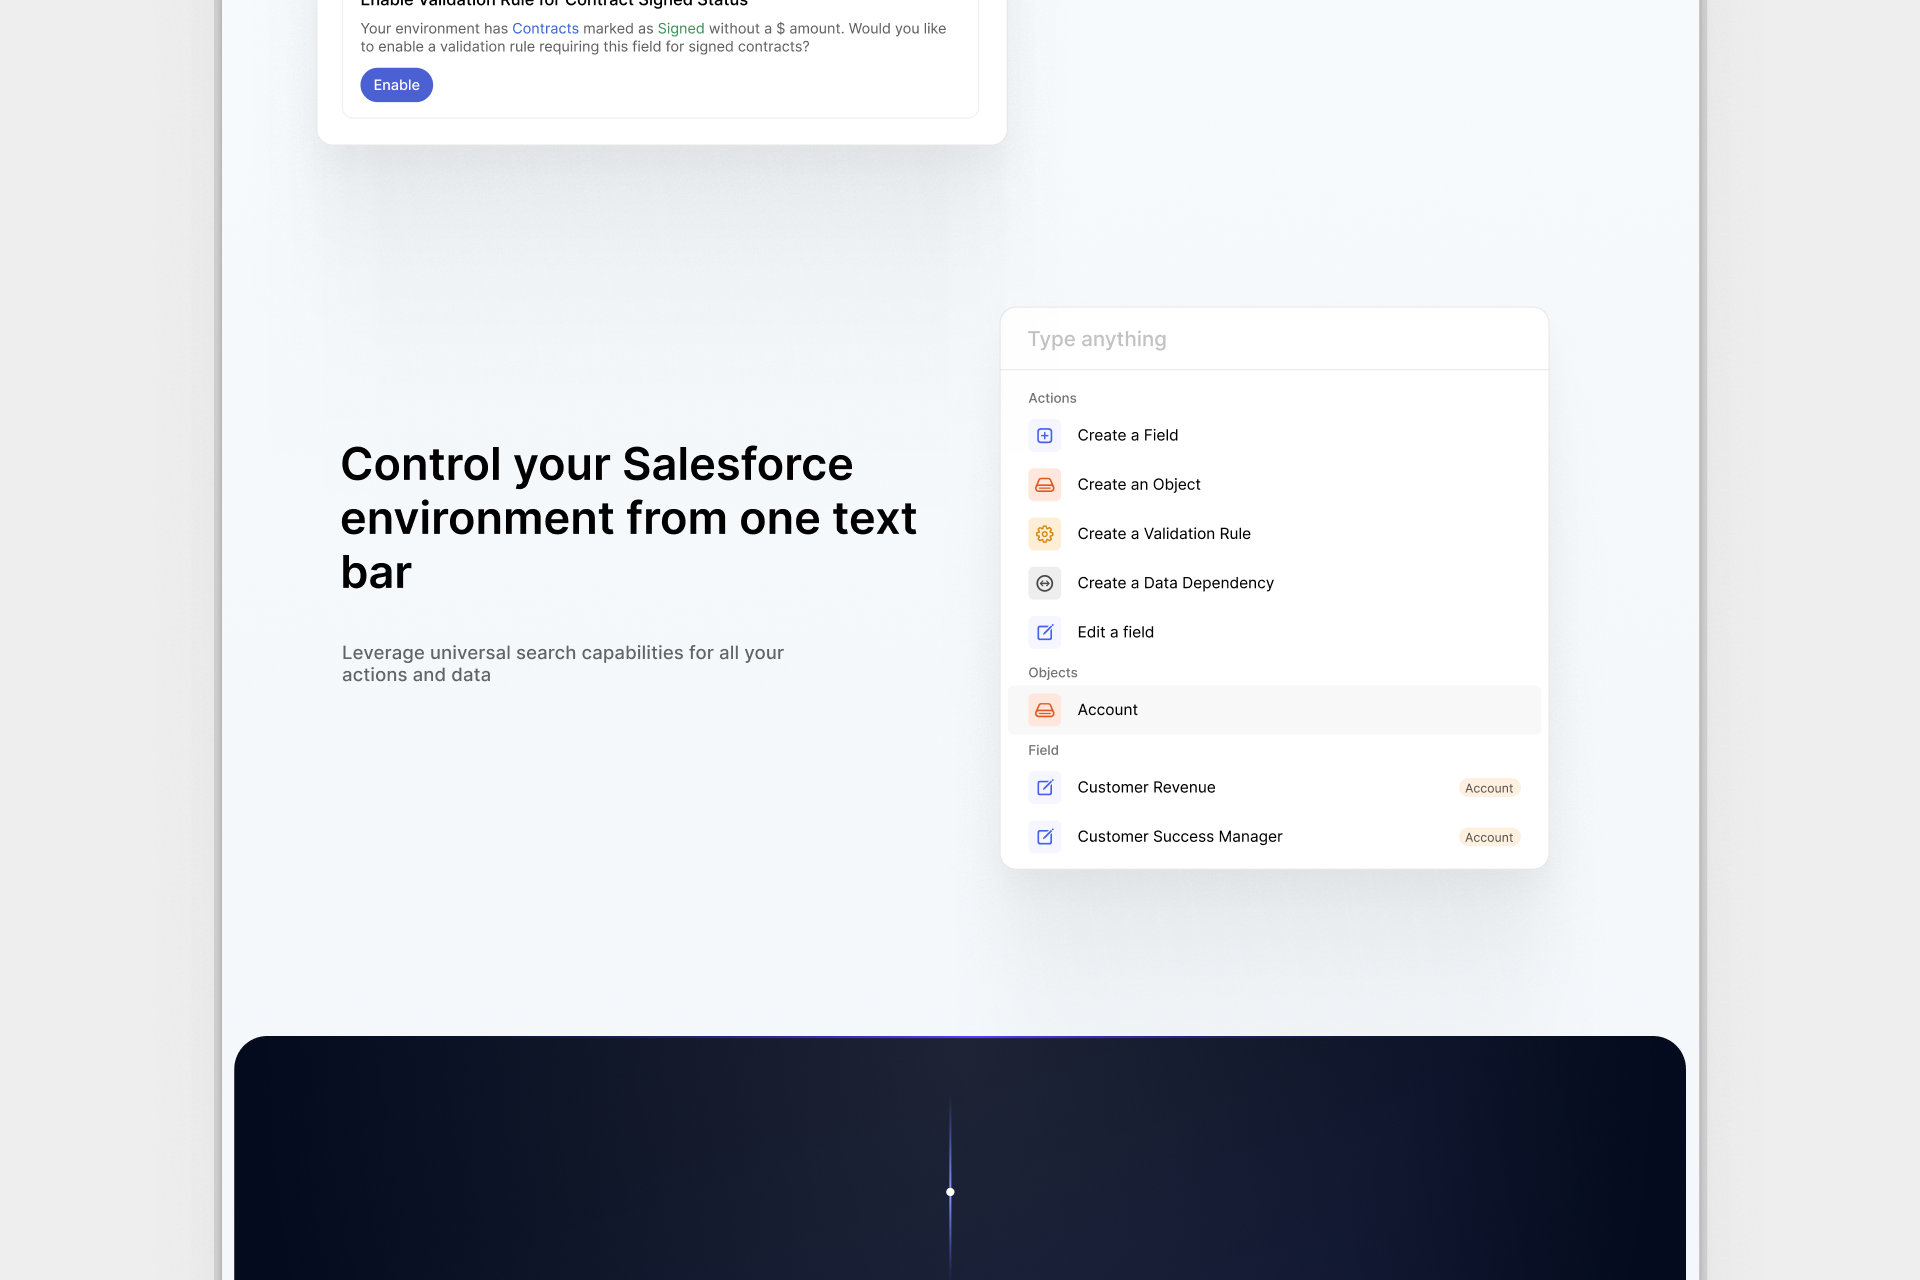 Enable Validation Rule for Contract Signed Status
Your environment has Contracts marked as Signed without a $ amount. Would you like
to enable a validation rule requiring this field for signed contracts?
Enable
Control your Salesforce
environment from one text
bar
Leverage universal search capabilities for all your
actions and data
Type anything
Actions
Create a Field
Create an Object
Create a Validation Rule
Create a Data Dependency
Edit a field
Objects
Account
Field
Customer Revenue Account
Customer Success Manager Account